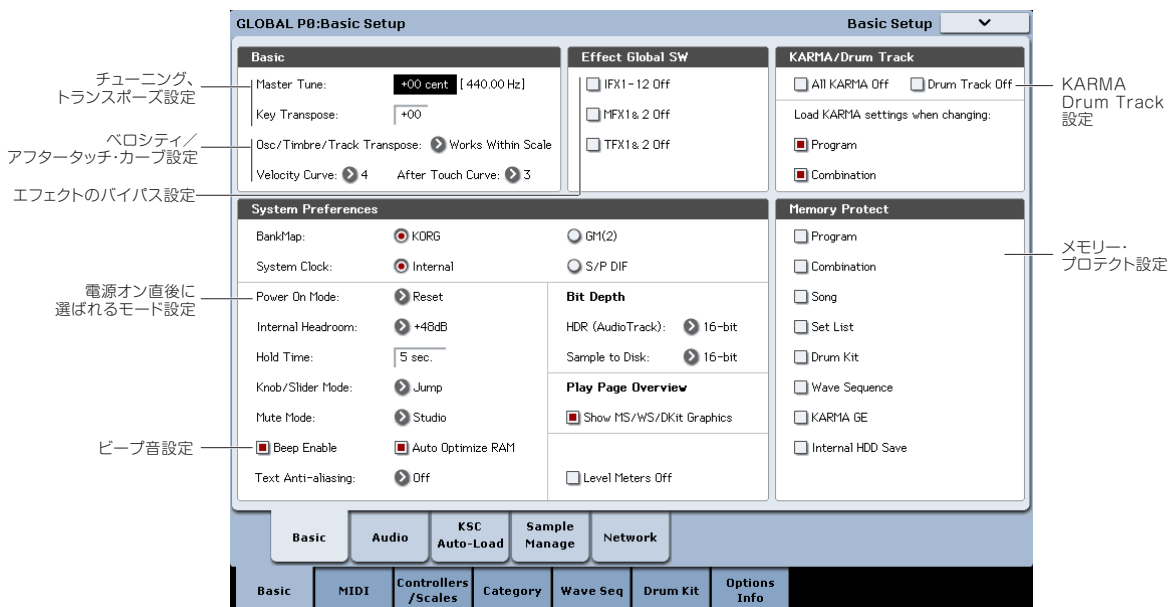 GLOBAL P0:Basic Setup
Basic Setup
Basic
Master Tune:
+00 cent
[ 440.00 Hz]
Key Transpose:
+00
Osc/Timbre/Track Transpose:
Works Within Scale
Velocity Curve:
4
After Touch Curve:
3
Effect Global SW
IFX1-12 Off
MFX1& 2 Off
TFX1& 2 Off
KARMA/Drum Track
All KARMA Off
Drum Track Off
Load KARMA settings when changing:
Program
Combination
System Preferences
BankMap:
KORG
GM(2)
System Clock:
Internal
S/P DIF
Power On Mode:
Reset
Internal Headroom:
+48dB
Hold Time:
5 sec.
Knob/Slider Mode:
Jump
Mute Mode:
Studio
Beep Enable
Auto Optimize RAM
Text Anti-aliasing:
Off
Bit Depth
HDR (AudioTrack):
16-bit
Sample to Disk:
16-bit
Play Page Overview
Show MS/WS/DKit Graphics
Level Meters Off
Memory Protect
Program
Combination
Song
Set List
Drum Kit
Wave Sequence
KARMA GE
Internal HDD Save
Basic
Audio
KSC
Auto-Load
Sample
Manage
Network
Basic
MIDI
Controllers
/Scales
Category
Wave Seq
Drum Kit
Options
Info
チューニング、
トランスポーズ設定
ベロシティ／
アフタータッチ・カーブ設定
エフェクトのバイパス設定
電源オン直後に
選ばれるモード設定
ビープ音設定
KARMA
Drum Track
設定
メモリー・
プロテクト設定